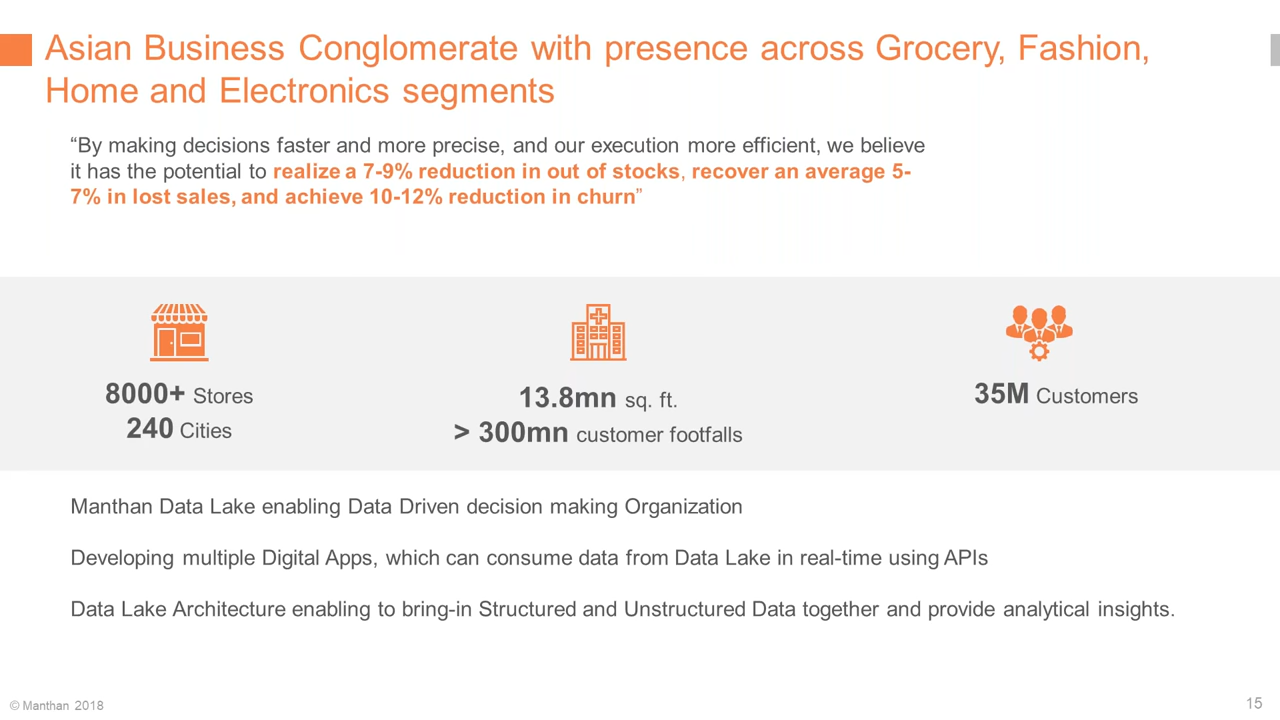 Asian Business Conglomerate with presence across Grocery, Fashion,
Home and Electronics segments
“By making decisions faster and more precise, and our execution more efficient, we believe
it has the potential to realize a 7-9% reduction in out of stocks, recover an average 5-
7% in lost sales, and achieve 10-12% reduction in churn”
8000+ Stores
240 Cities
13.8mn sq. ft.
> 300mn customer footfalls
35M Customers
Manthan Data Lake enabling Data Driven decision making Organization
Developing multiple Digital Apps, which can consume data from Data Lake in real-time using APIs
Data Lake Architecture enabling to bring-in Structured and Unstructured Data together and provide analytical insights.
© Manthan 2018
15